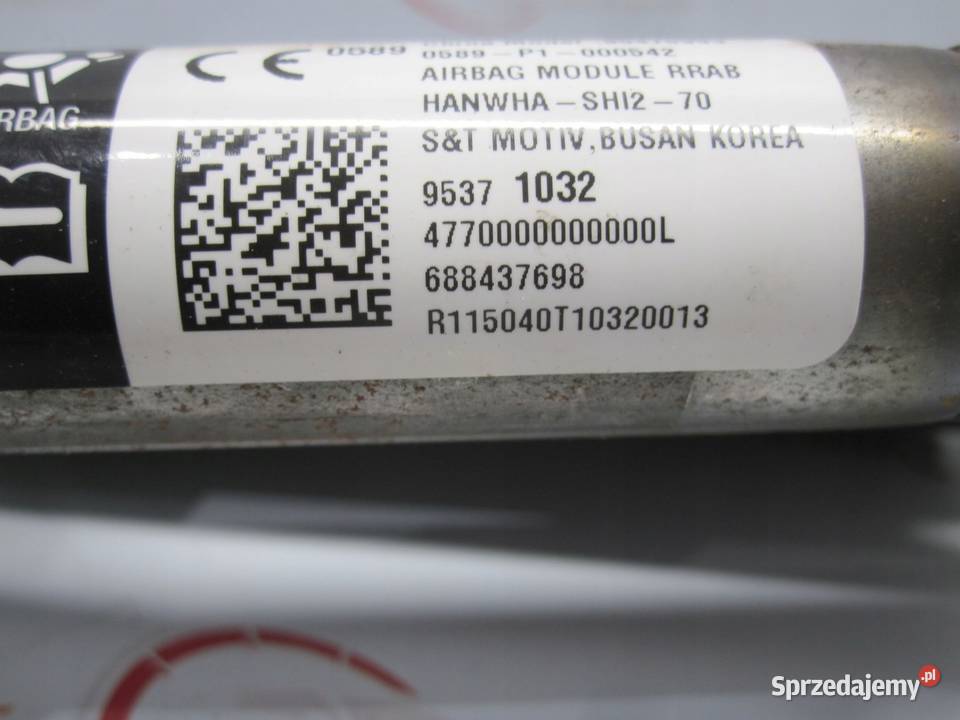 0589
0589-P1-000542
AIRBAG MODULE RRAB
HANWHA-SHI2-70
S&T MOTIV, BUSAN KOREA
9537 1032
4770000000000L
688437698
R115040T10320013
RBAG
Sprzedajemy.pl